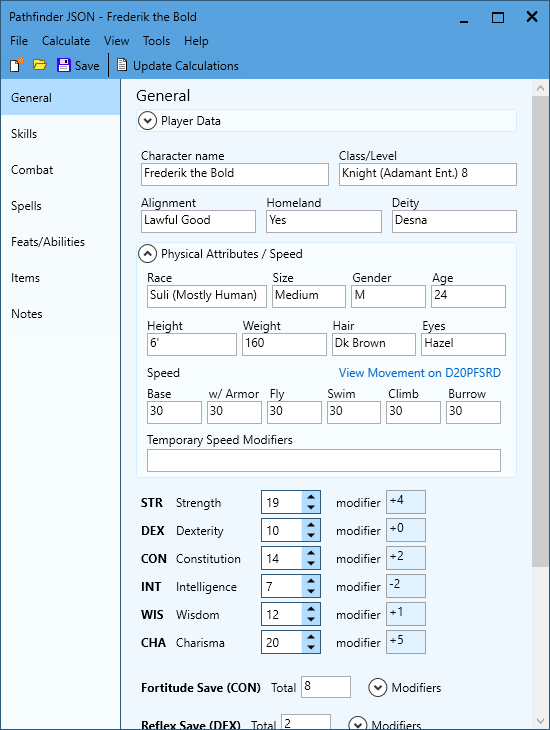 Pathfinder JSON - Frederik the Bold
File Calculate View Tools Help
Save Update Calculations
General
Skills
Combat
Spells
Feats/Abilities
Items
Notes
General
Player Data
Character name Class/Level
Frederik the Bold Knight (Adamant Ent.) 8
Alignment Homeland Deity
Lawful Good Yes Desna
Physical Attributes / Speed
Race Size Gender Age
Suli (Mostly Human) Medium M 24
Height Weight Hair Eyes
6' 160 Dk Brown Hazel
Speed View Movement on D20PFSRD
Base w/ Armor Fly Swim Climb Burrow
30 30 30 30 30 30
Temporary Speed Modifiers
STR Strength 19 modifier +4
DEX Dexterity 10 modifier +0
CON Constitution 14 modifier +2
INT Intelligence 7 modifier -2
WIS Wisdom 12 modifier +1
CHA Charisma 20 modifier +5
Fortitude Save (CON) Total 8 Modifiers
Reflex Save (DEX) Total 2 Modifiers